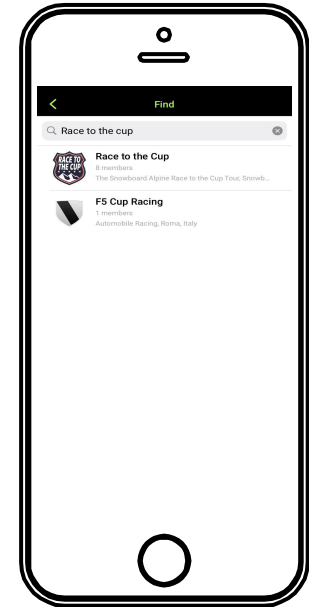 Find
Race to the cup
RACE TO
THE CUP
Race to the Cup
8 members
The Snowboard Alpine Race to the Cup Tour, Snowb...
F5 Cup Racing
1 members
Automobile Racing, Roma, Italy